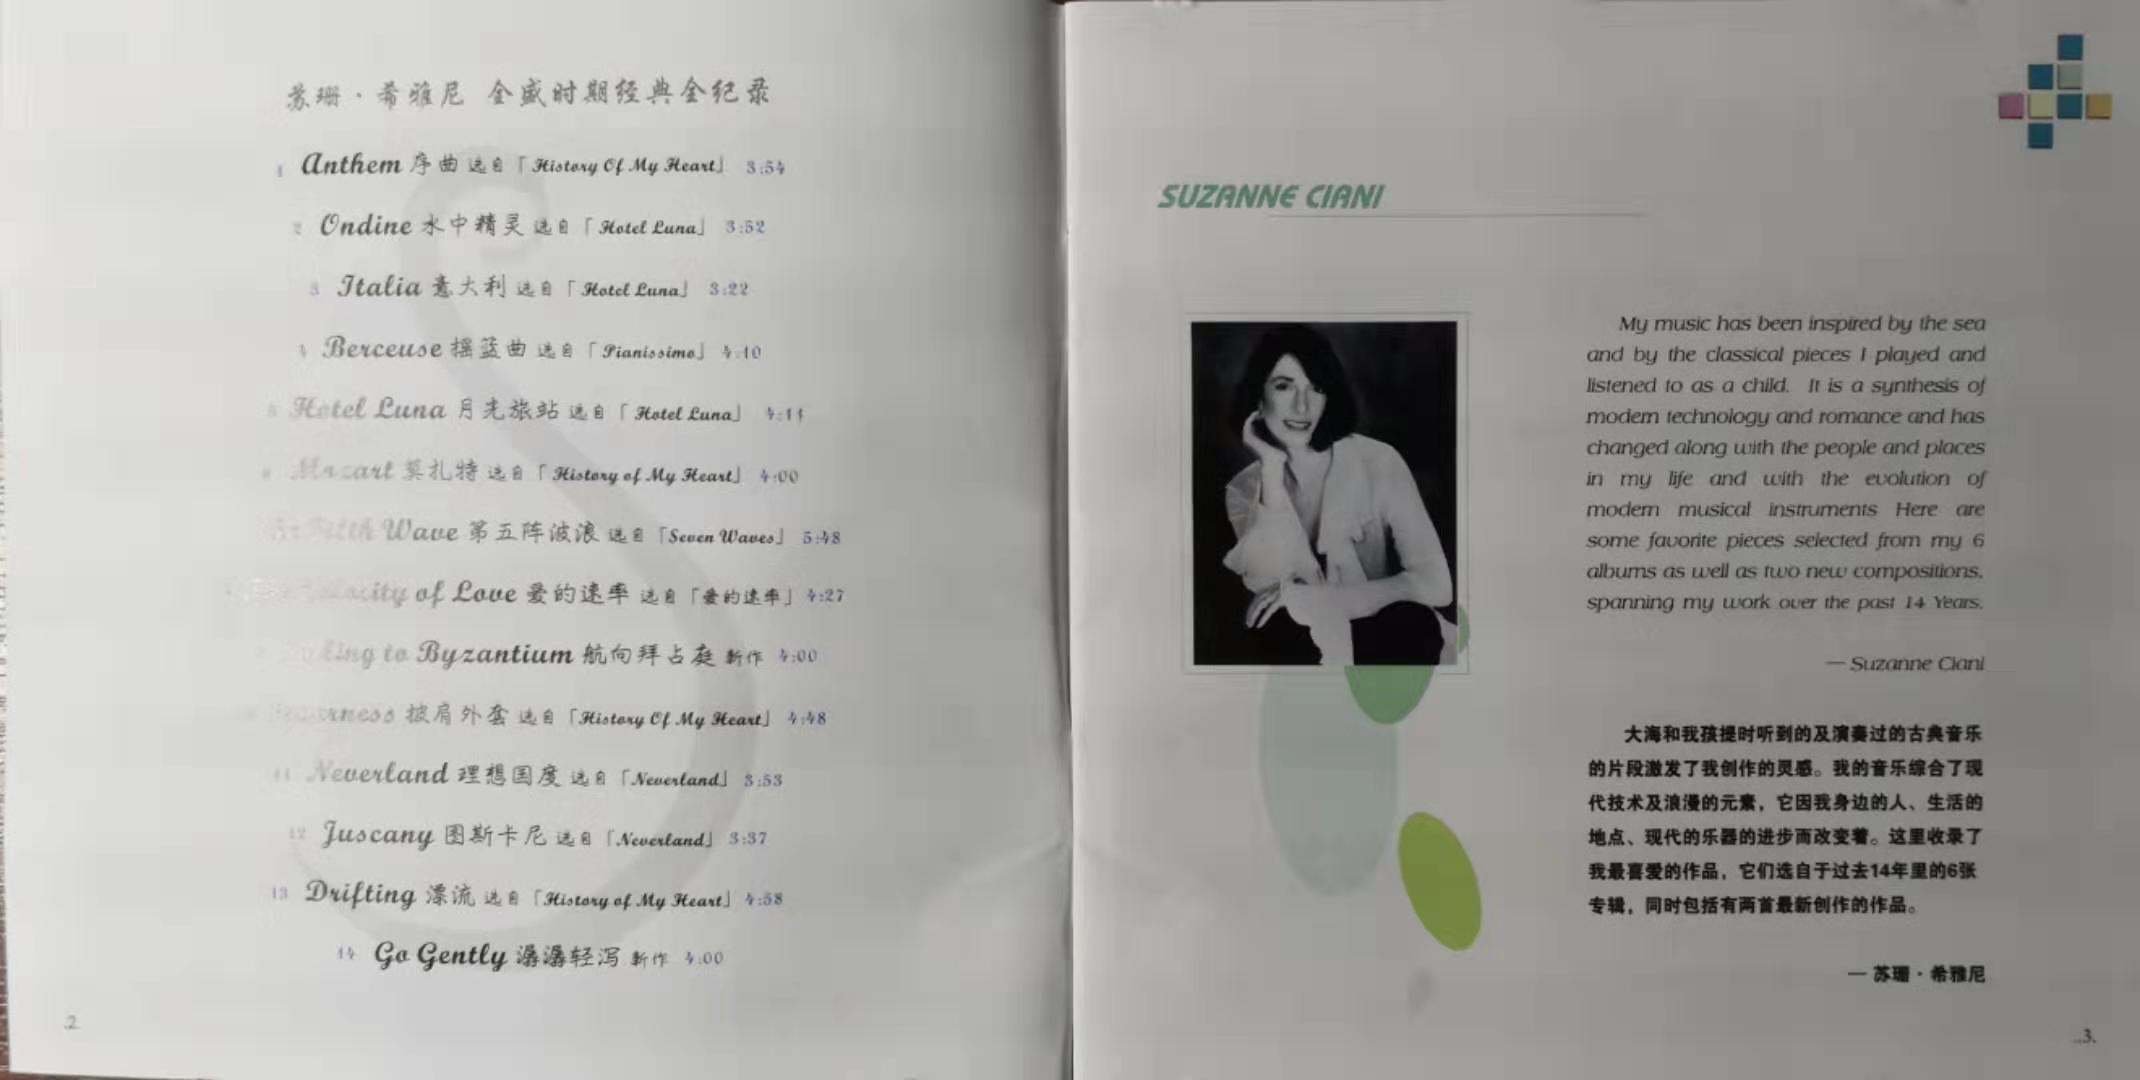 苏珊·希雅尼 全盛时期经典全纪录
1 Anthem 序曲 选自「History Of My Heart」 3:54
2 Ondine 水中精灵 选自「Hotel Luna」 3:52
3 Italia 意大利 选自「Hotel Luna」 3:22
4 Berceuse 摇篮曲 选自「Pianissimo」 4:10
5 Hotel Luna 月光旅站 选自「Hotel Luna」 4:11
6 Mozart 莫扎特 选自「History of My Heart」 4:00
Fifth Wave 第五阵波浪 选自「Seven Waves」 5:48
Velocity of Love 爱的速率 选自「爱的速率」 4:27
to Byzantium 航向拜占庭 新作 4:00
披肩外套 选自「History Of My Heart」 4:48
11 Neverland 理想国度 选自「Neverland」 3:53
12 Juscany 图斯卡尼 选自「Neverland」 3:37
13 Drifting 漂流 选自「History of My Heart」 4:58
14 Go Gently 潺潺轻泻 新作 4:00
.2
SUZANNE CIANI
My music has been inspired by the sea
and by the classical pieces I played and
listened to as a child. It is a synthesis of
modern technology and romance and has
changed along with the people and places
in my life and with the evolution of
modern musical instruments Here are
some favorite pieces selected from my 6
albums as well as two new compositions,
spanning my work over the past 14 Years.
— Suzanne Ciani
大海和我孩提时听到的及演奏过的古典音乐
的片段激发了我创作的灵感。我的音乐综合了现
代技术及浪漫的元素，它因我身边的人、生活的
地点、现代的乐器的进步而改变着。这里收录了
我最喜爱的作品，它们选自于过去14年里的6张
专辑，同时包括有两首最新创作的作品。
— 苏珊·希雅尼
..3.